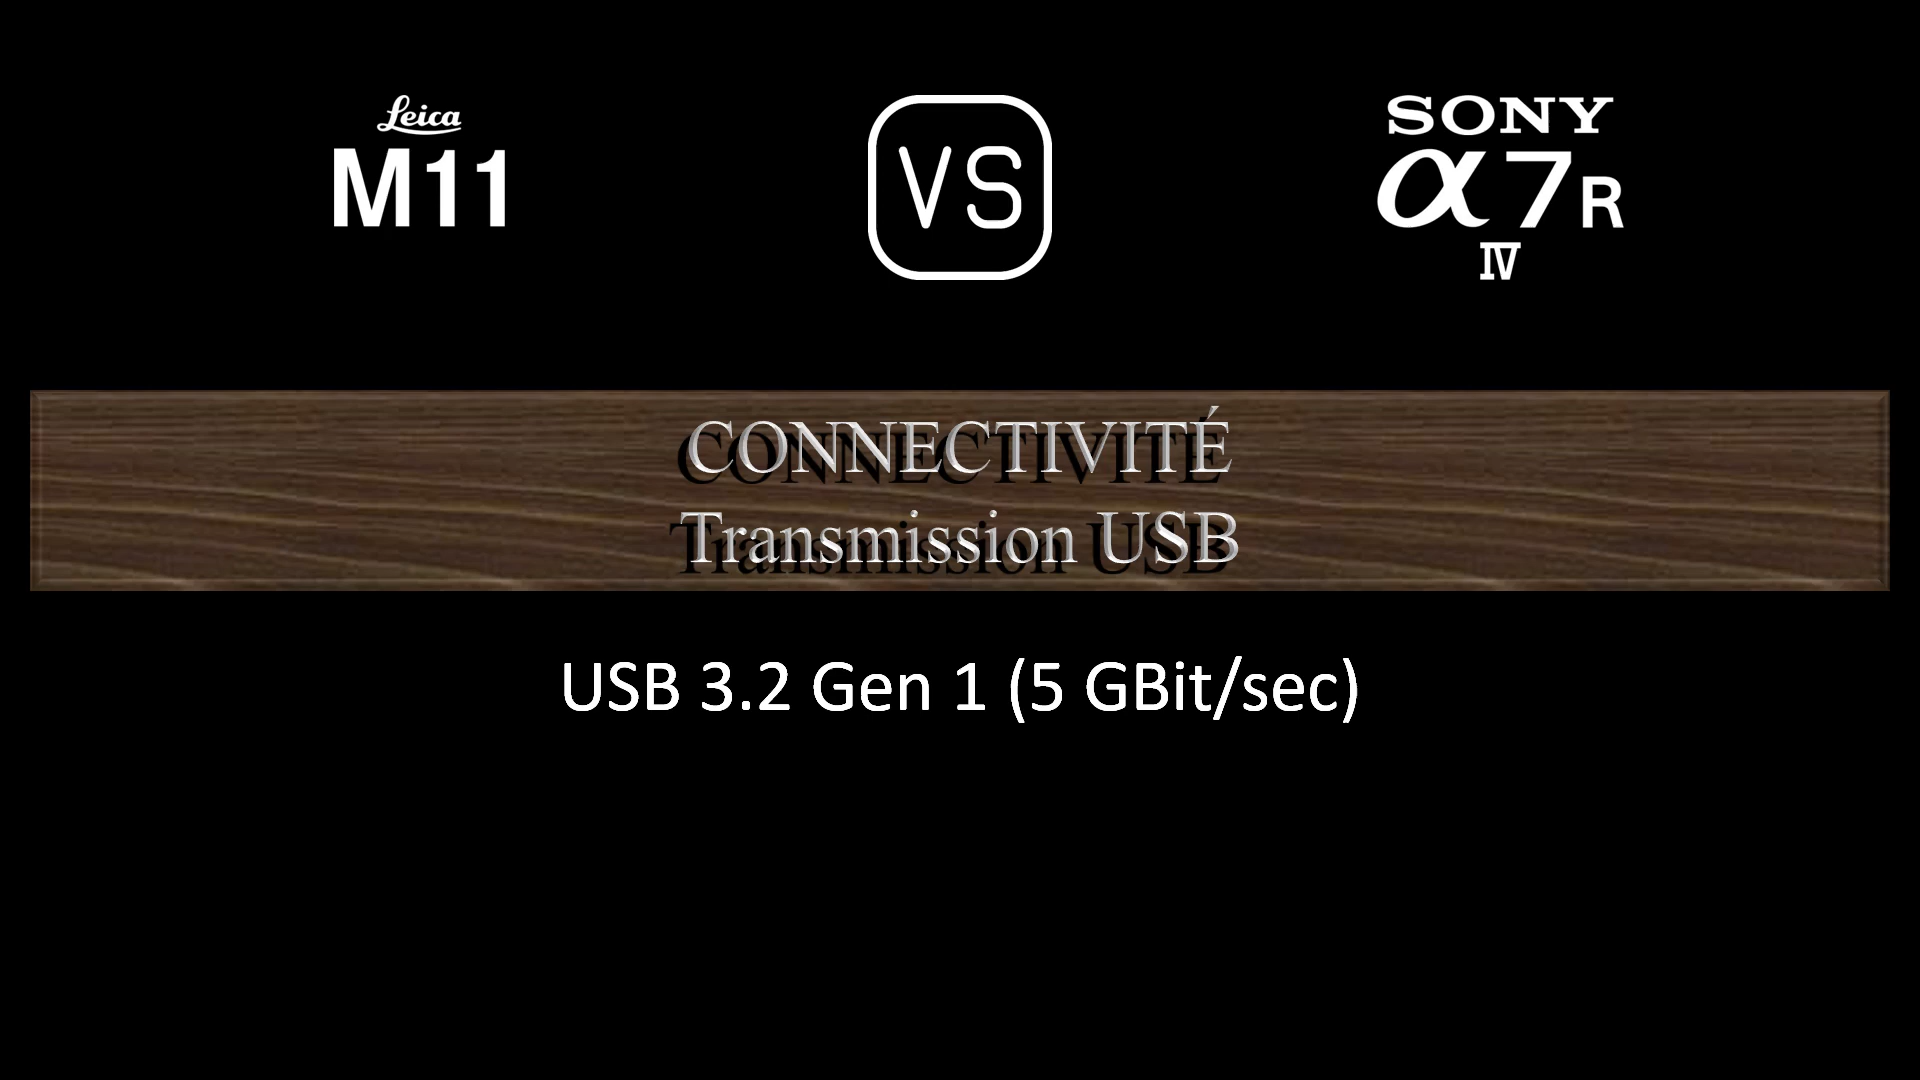 Leica
M11
VS
SONY
α7R
IV
CONNECTIVITÉ
Transmission USB
USB 3.2 Gen 1 (5 GBit/sec)